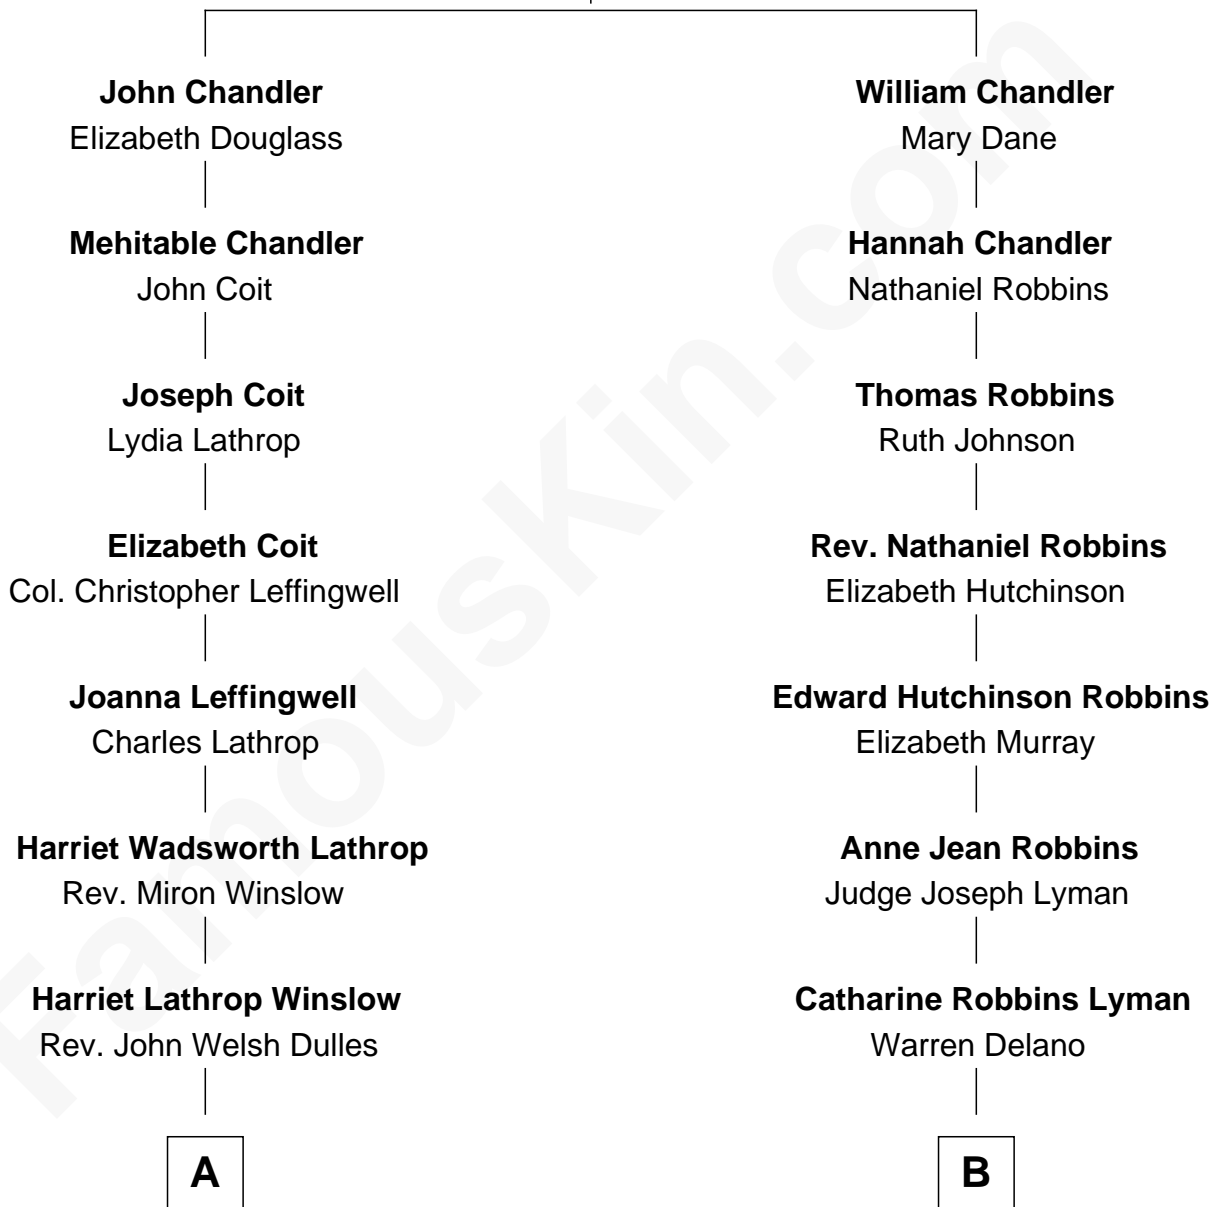 John Chandler
Elizabeth Douglass
William Chandler
Mary Dane
Mehitable Chandler
John Coit
Hannah Chandler
Nathaniel Robbins
Joseph Coit
Lydia Lathrop
Thomas Robbins
Ruth Johnson
Elizabeth Coit
Col. Christopher Leffingwell
Rev. Nathaniel Robbins
Elizabeth Hutchinson
Joanna Leffingwell
Charles Lathrop
Edward Hutchinson Robbins
Elizabeth Murray
Harriet Wadsworth Lathrop
Rev. Miron Winslow
Anne Jean Robbins
Judge Joseph Lyman
Harriet Lathrop Winslow
Rev. John Welsh Dulles
Catharine Robbins Lyman
Warren Delano
A
B
FamousKin.com